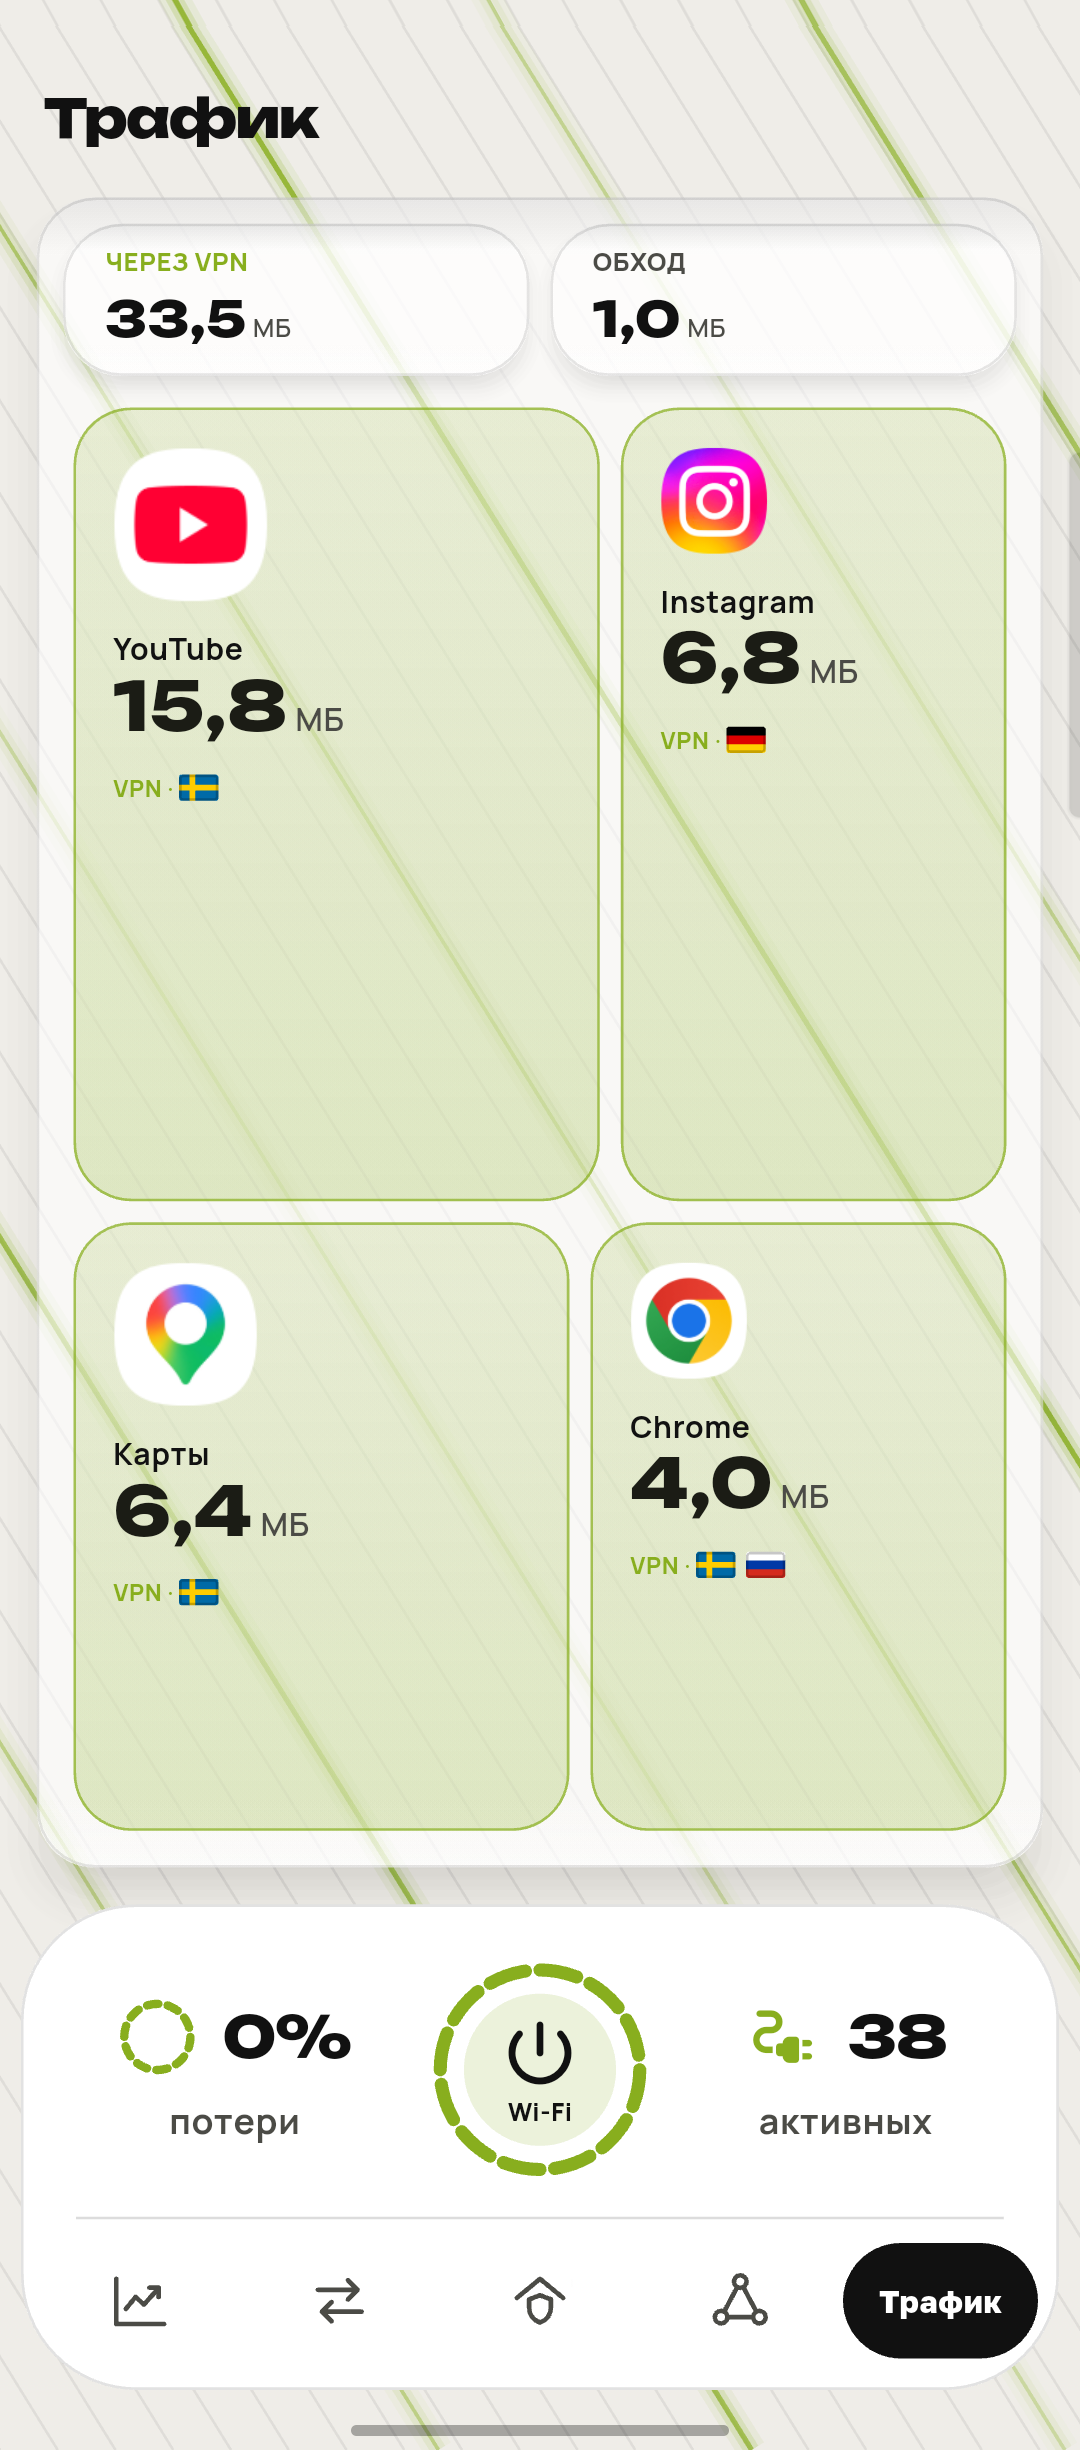 Трафик
ЧЕРЕЗ VPN
33,5 МБ
ОБХОД
1,0 МБ
YouTube
15,8 МБ
VPN ·
Instagram
6,8 МБ
VPN ·
Карты
6,4 МБ
VPN ·
Chrome
4,0 МБ
VPN ·
0%
потери
Wi-Fi
38
активных
Трафик